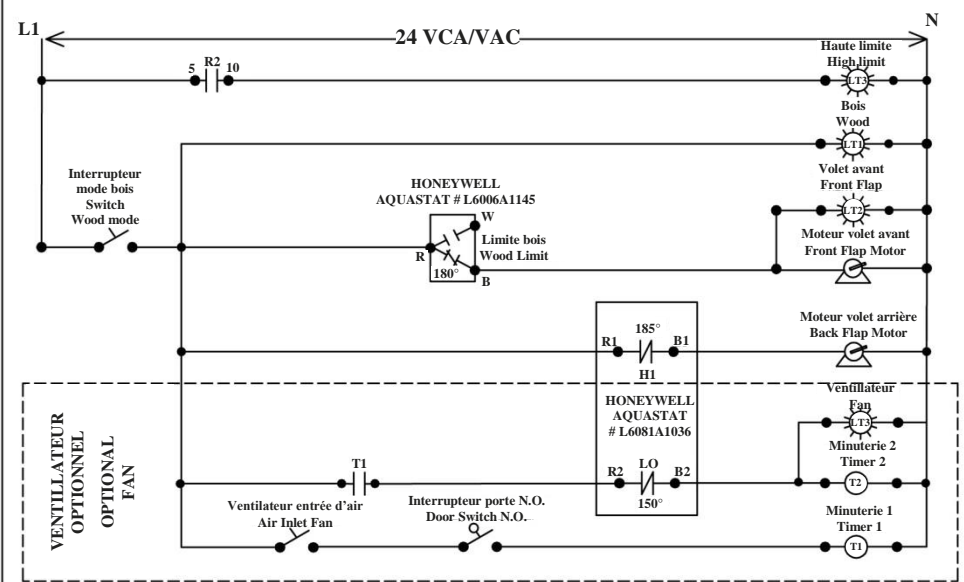 L1
N
24 VCA/VAC
Haute limite
High limit
5
R2
10
LT3
Bois
Wood
LT1
Interrupteur
mode bois
Switch
Wood mode
HONEYWELL
AQUASTAT # L6006A1145
W
Limite bois
Wood Limit
R
180°
B
Volet avant
Front Flap
LT2
Moteur volet avant
Front Flap Motor
Moteur volet arrière
Back Flap Motor
R1
185°
B1
H1
HONEYWELL
AQUASTAT
# L6081A1036
VENTILLATEUR
OPTIONNEL
OPTIONAL
FAN
Ventillateur
Fan
LT3
Minuterie 2
Timer 2
T1
R2
LO
B2
150°
T2
Ventilateur entrée d'air
Air Inlet Fan
Interrupteur porte N.O.
Door Switch N.O.
Minuterie 1
Timer 1
T1